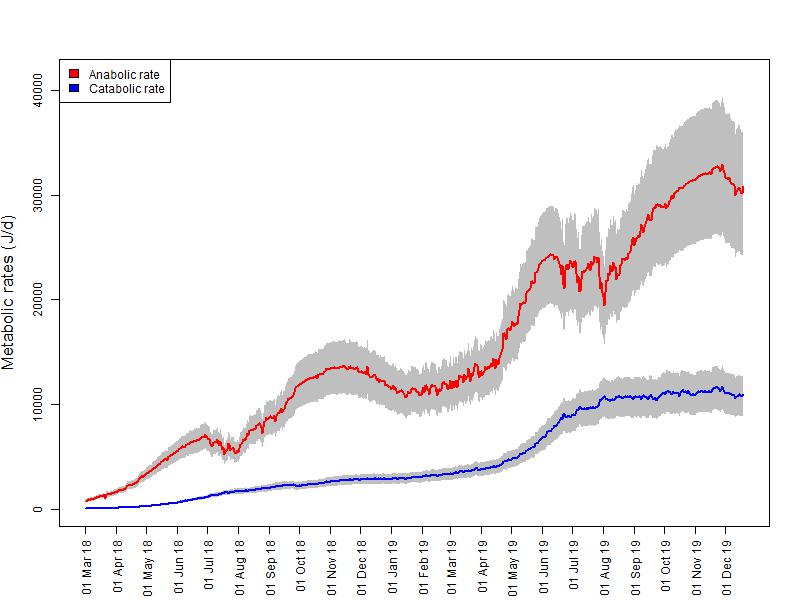 Anabolic rate
Catabolic rate
Metabolic rates (J/d)
40000
30000
20000
10000
0
01 Mar 18
01 Apr 18
01 May 18
01 Jun 18
01 Jul 18
01 Aug 18
01 Sep 18
01 Oct 18
01 Nov 18
01 Dec 18
01 Jan 19
01 Feb 19
01 Mar 19
01 Apr 19
01 May 19
01 Jun 19
01 Jul 19
01 Aug 19
01 Sep 19
01 Oct 19
01 Nov 19
01 Dec 19